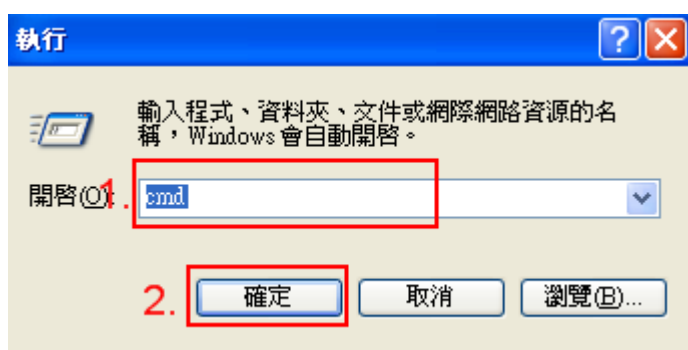 執行
輸入程式、資料夾、文件或網際網路資源的名
稱，Windows 會自動開啓。
開啓(O): 1. cmd
2. 確定 取消 瀏覽(B)...